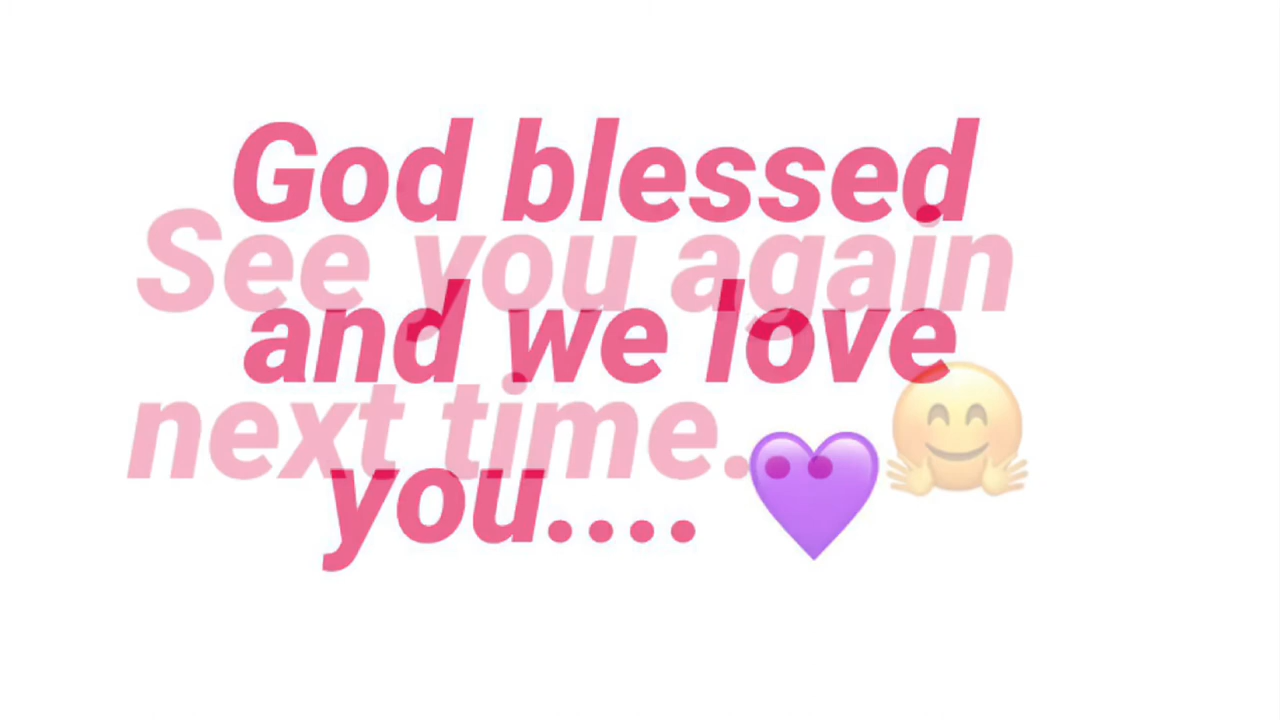 God blessed
and we love
you.... 💜
See you again
next time... 🤗